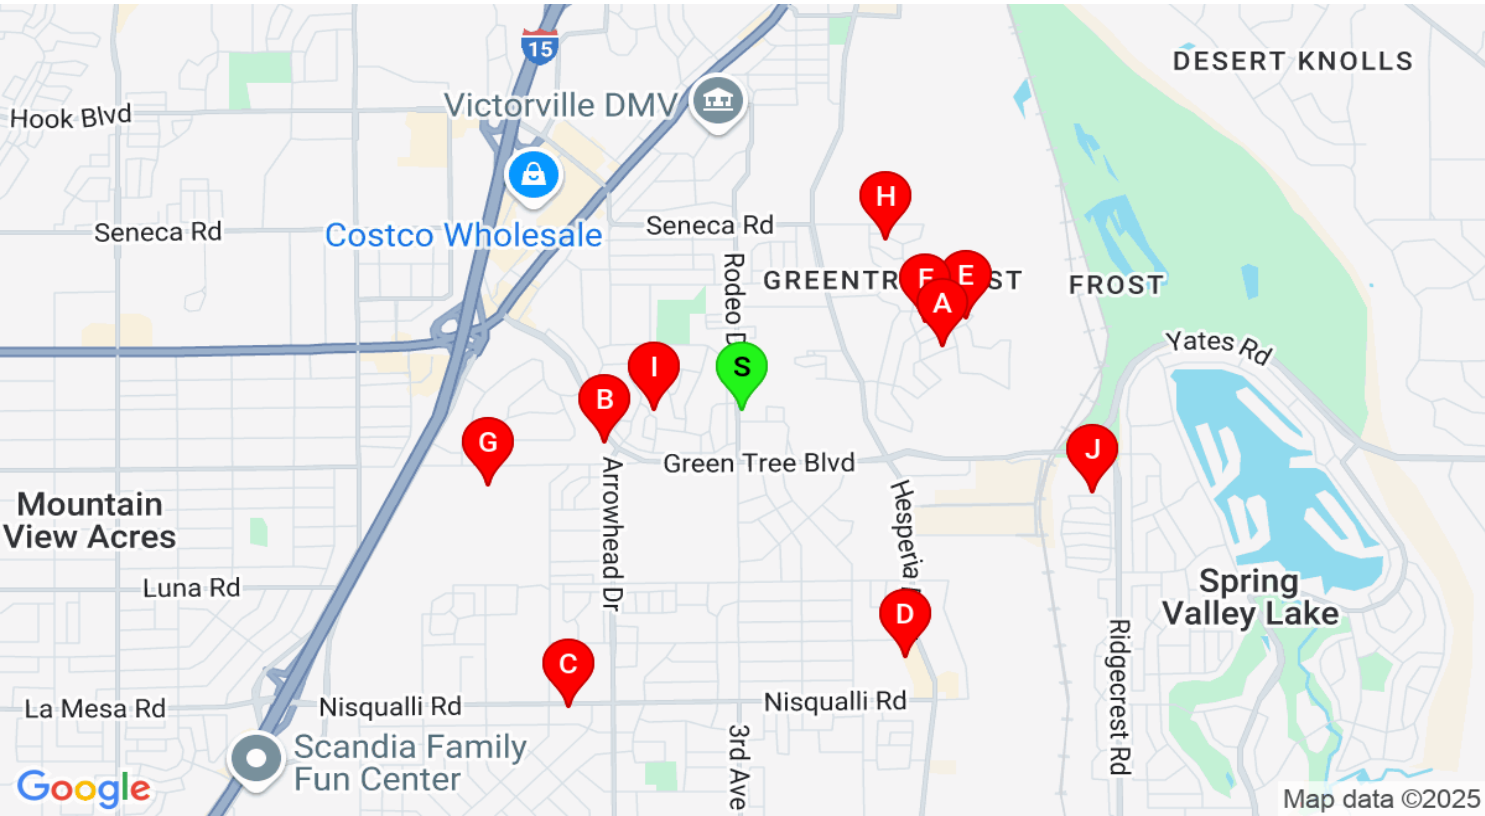 15
DESERT KNOLLS
Victorville DMV
Hook Blvd
H
Seneca Rd
Seneca Rd
Costco Wholesale
Rodeo
GREENTR
ST
E
A
FROST
Yates Rd
I
S
B
G
J
Green Tree Blvd
Arrowhead Dr
Hesperia
Mountain
View Acres
Luna Rd
Spring
Valley Lake
D
C
Ridgecrest Rd
La Mesa Rd
Nisqualli Rd
Nisqualli Rd
3rd Ave
Scandia Family
Fun Center
Google
Map data ©2025